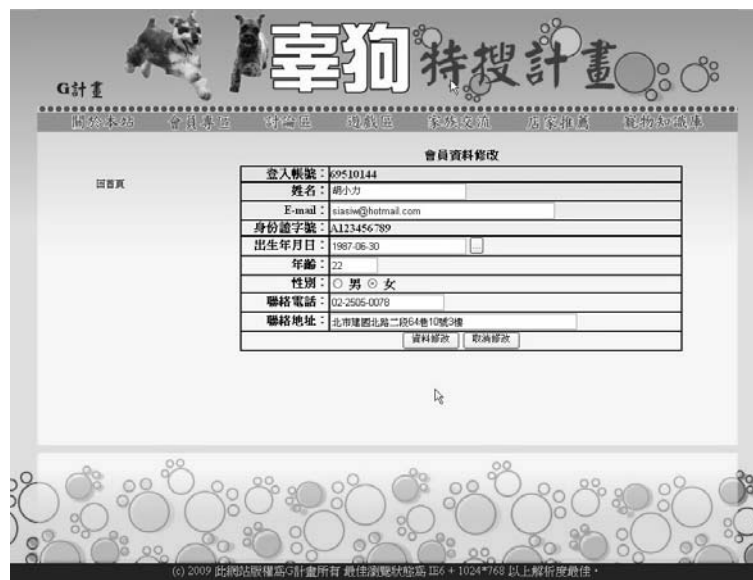 辜狗特搜計畫
G計畫
關於本站 會員專區 討論區 遊戲區 家族交流 店家推薦 寵物知識庫
會員資料修改
回首頁
登入帳號：69510144
姓名：胡小力
E-mail：siasiw@hotmail.com
身份證字號：A123456789
出生年月日：1987-06-30 ...
年齡：22
性別：男 女
聯絡電話：02-2505-0078
聯絡地址：北市建國北路二段64巷10號3樓
資料修改 取消修改
(c) 2009 此網站版權為G計畫所有 最佳瀏覽狀態為 IE6 + 1024*768 以上解析度最佳。